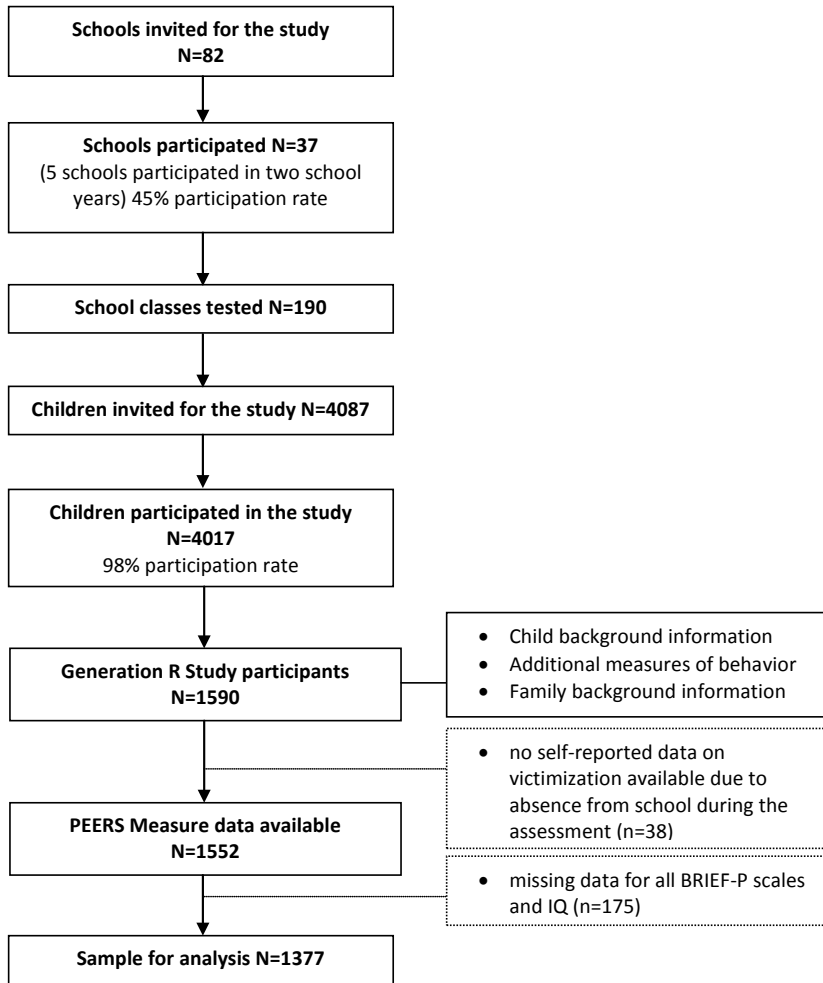 Schools invited for the study
N=82
Schools participated N=37
(5 schools participated in two school
years) 45% participation rate
School classes tested N=190
Children invited for the study N=4087
Children participated in the study
N=4017
98% participation rate
Generation R Study participants
N=1590
• Child background information
• Additional measures of behavior
• Family background information
• no self-reported data on
victimization available due to
absence from school during the
assessment (n=38)
PEERS Measure data available
N=1552
• missing data for all BRIEF-P scales
and IQ (n=175)
Sample for analysis N=1377